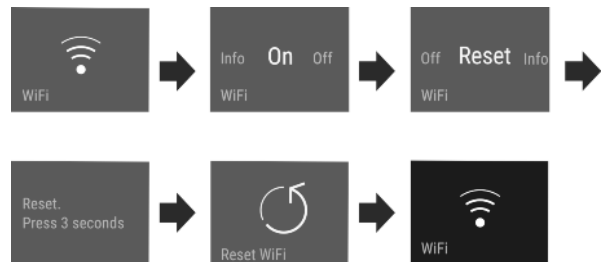 WiFi
Info On Off
WiFi
Off Reset Info
WiFi
Reset.
Press 3 seconds
Reset WiFi
WiFi